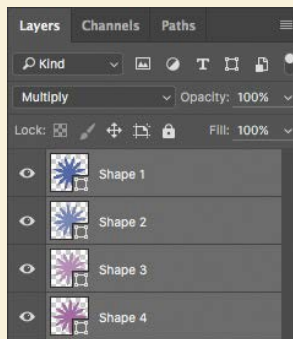 Layers Channels Paths
Kind T
Multiply Opacity: 100%
Lock: Fill: 100%
Shape 1
Shape 2
Shape 3
Shape 4